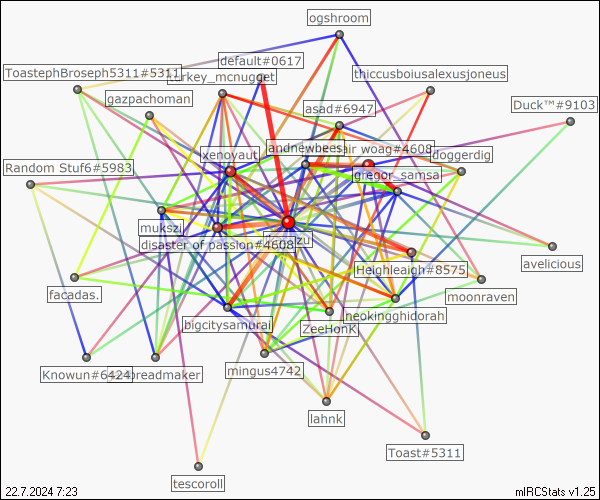 ogshroom
default#0617
ToastephBroseph5311#5311
turkey_mcnugget
thiccusboiusalexusjoneus
gazpachoman
asad#6947
Duck™#9103
landnewbees
air woag#4608
xenoyaut
doggerdig
Random Stuf6#5983
gregor_samsa
mukszi
disaster of passion#4608
zu
avelicious
Heighleaigh#8575
facadas.
moonraven
neokingghidorah
bigcitysamurai
ZeeHonK
Knowun#6424
breadmaker
mingus4742
lahnk
Toast#5311
tescoroll
22.7.2024 7:23
mIRCStats v1.25